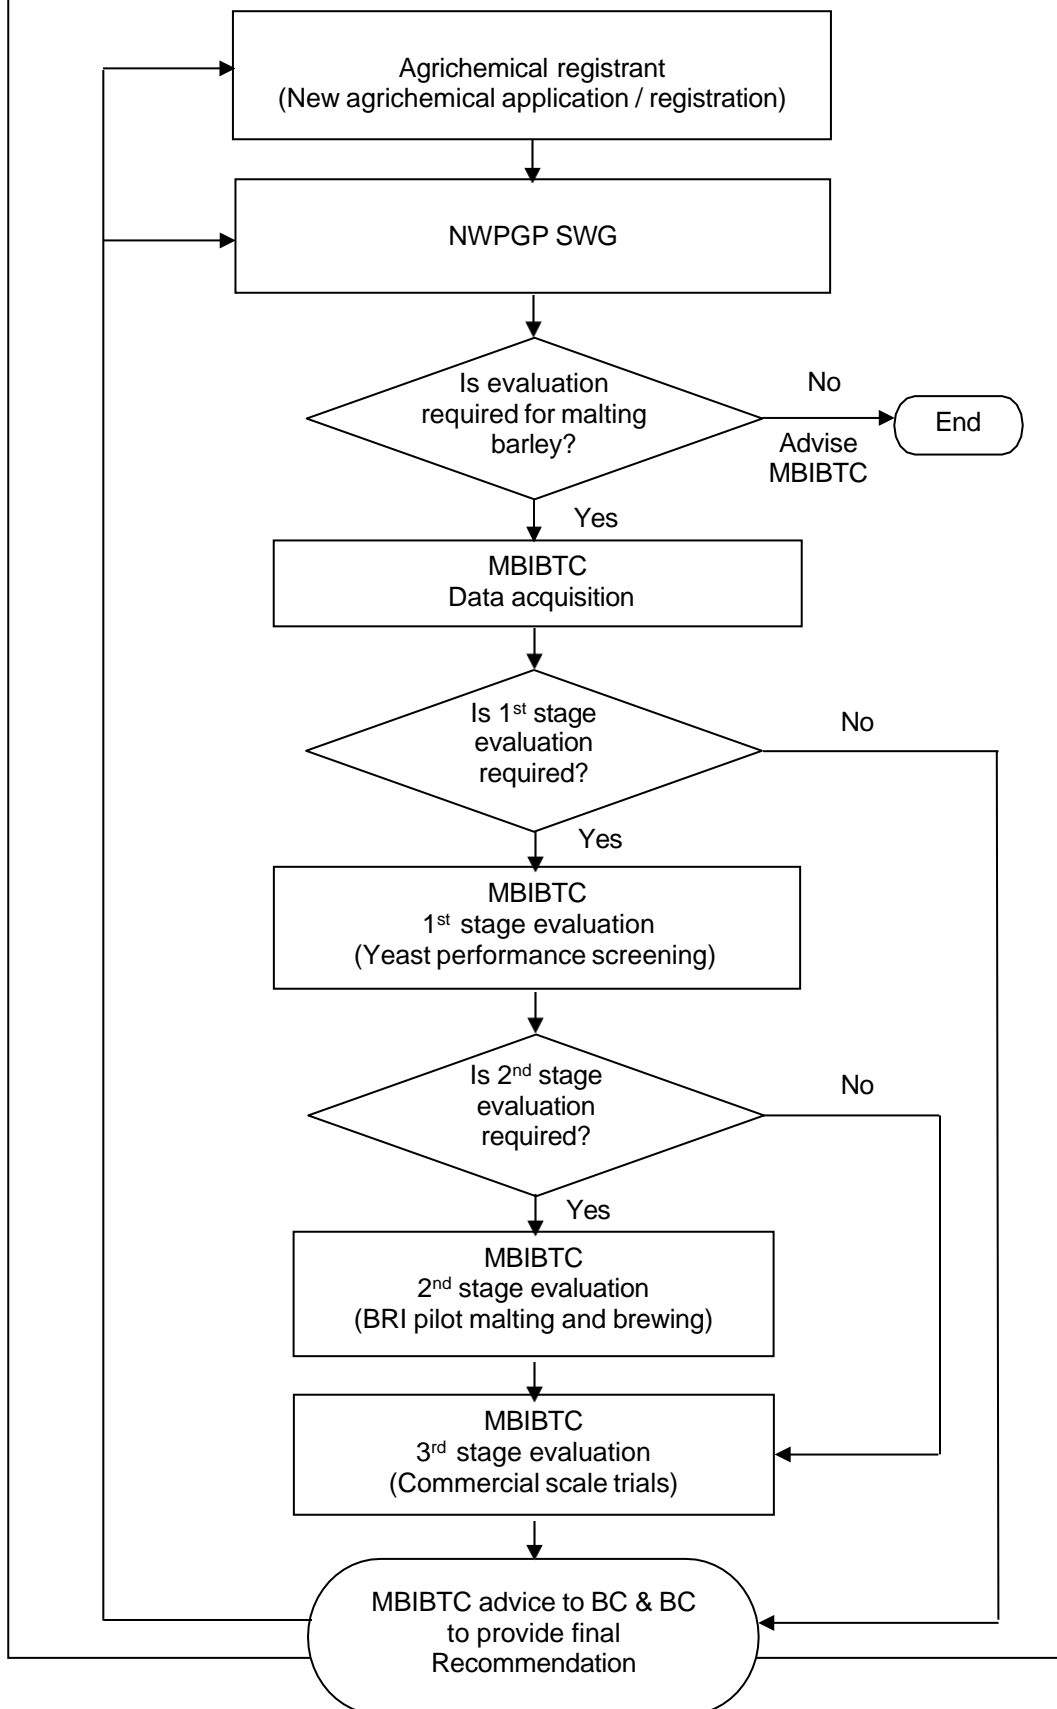 Agrichemical registrant
(New agrichemical application / registration)
NWPGP SWG
Is evaluation
required for malting
barley?
No
Advise
MBIBTC
End
Yes
MBIBTC
Data acquisition
Is 1st stage
evaluation
required?
No
Yes
MBIBTC
1st stage evaluation
(Yeast performance screening)
Is 2nd stage
evaluation
required?
No
Yes
MBIBTC
2nd stage evaluation
(BRI pilot malting and brewing)
MBIBTC
3rd stage evaluation
(Commercial scale trials)
MBIBTC advice to BC & BC
to provide final
Recommendation